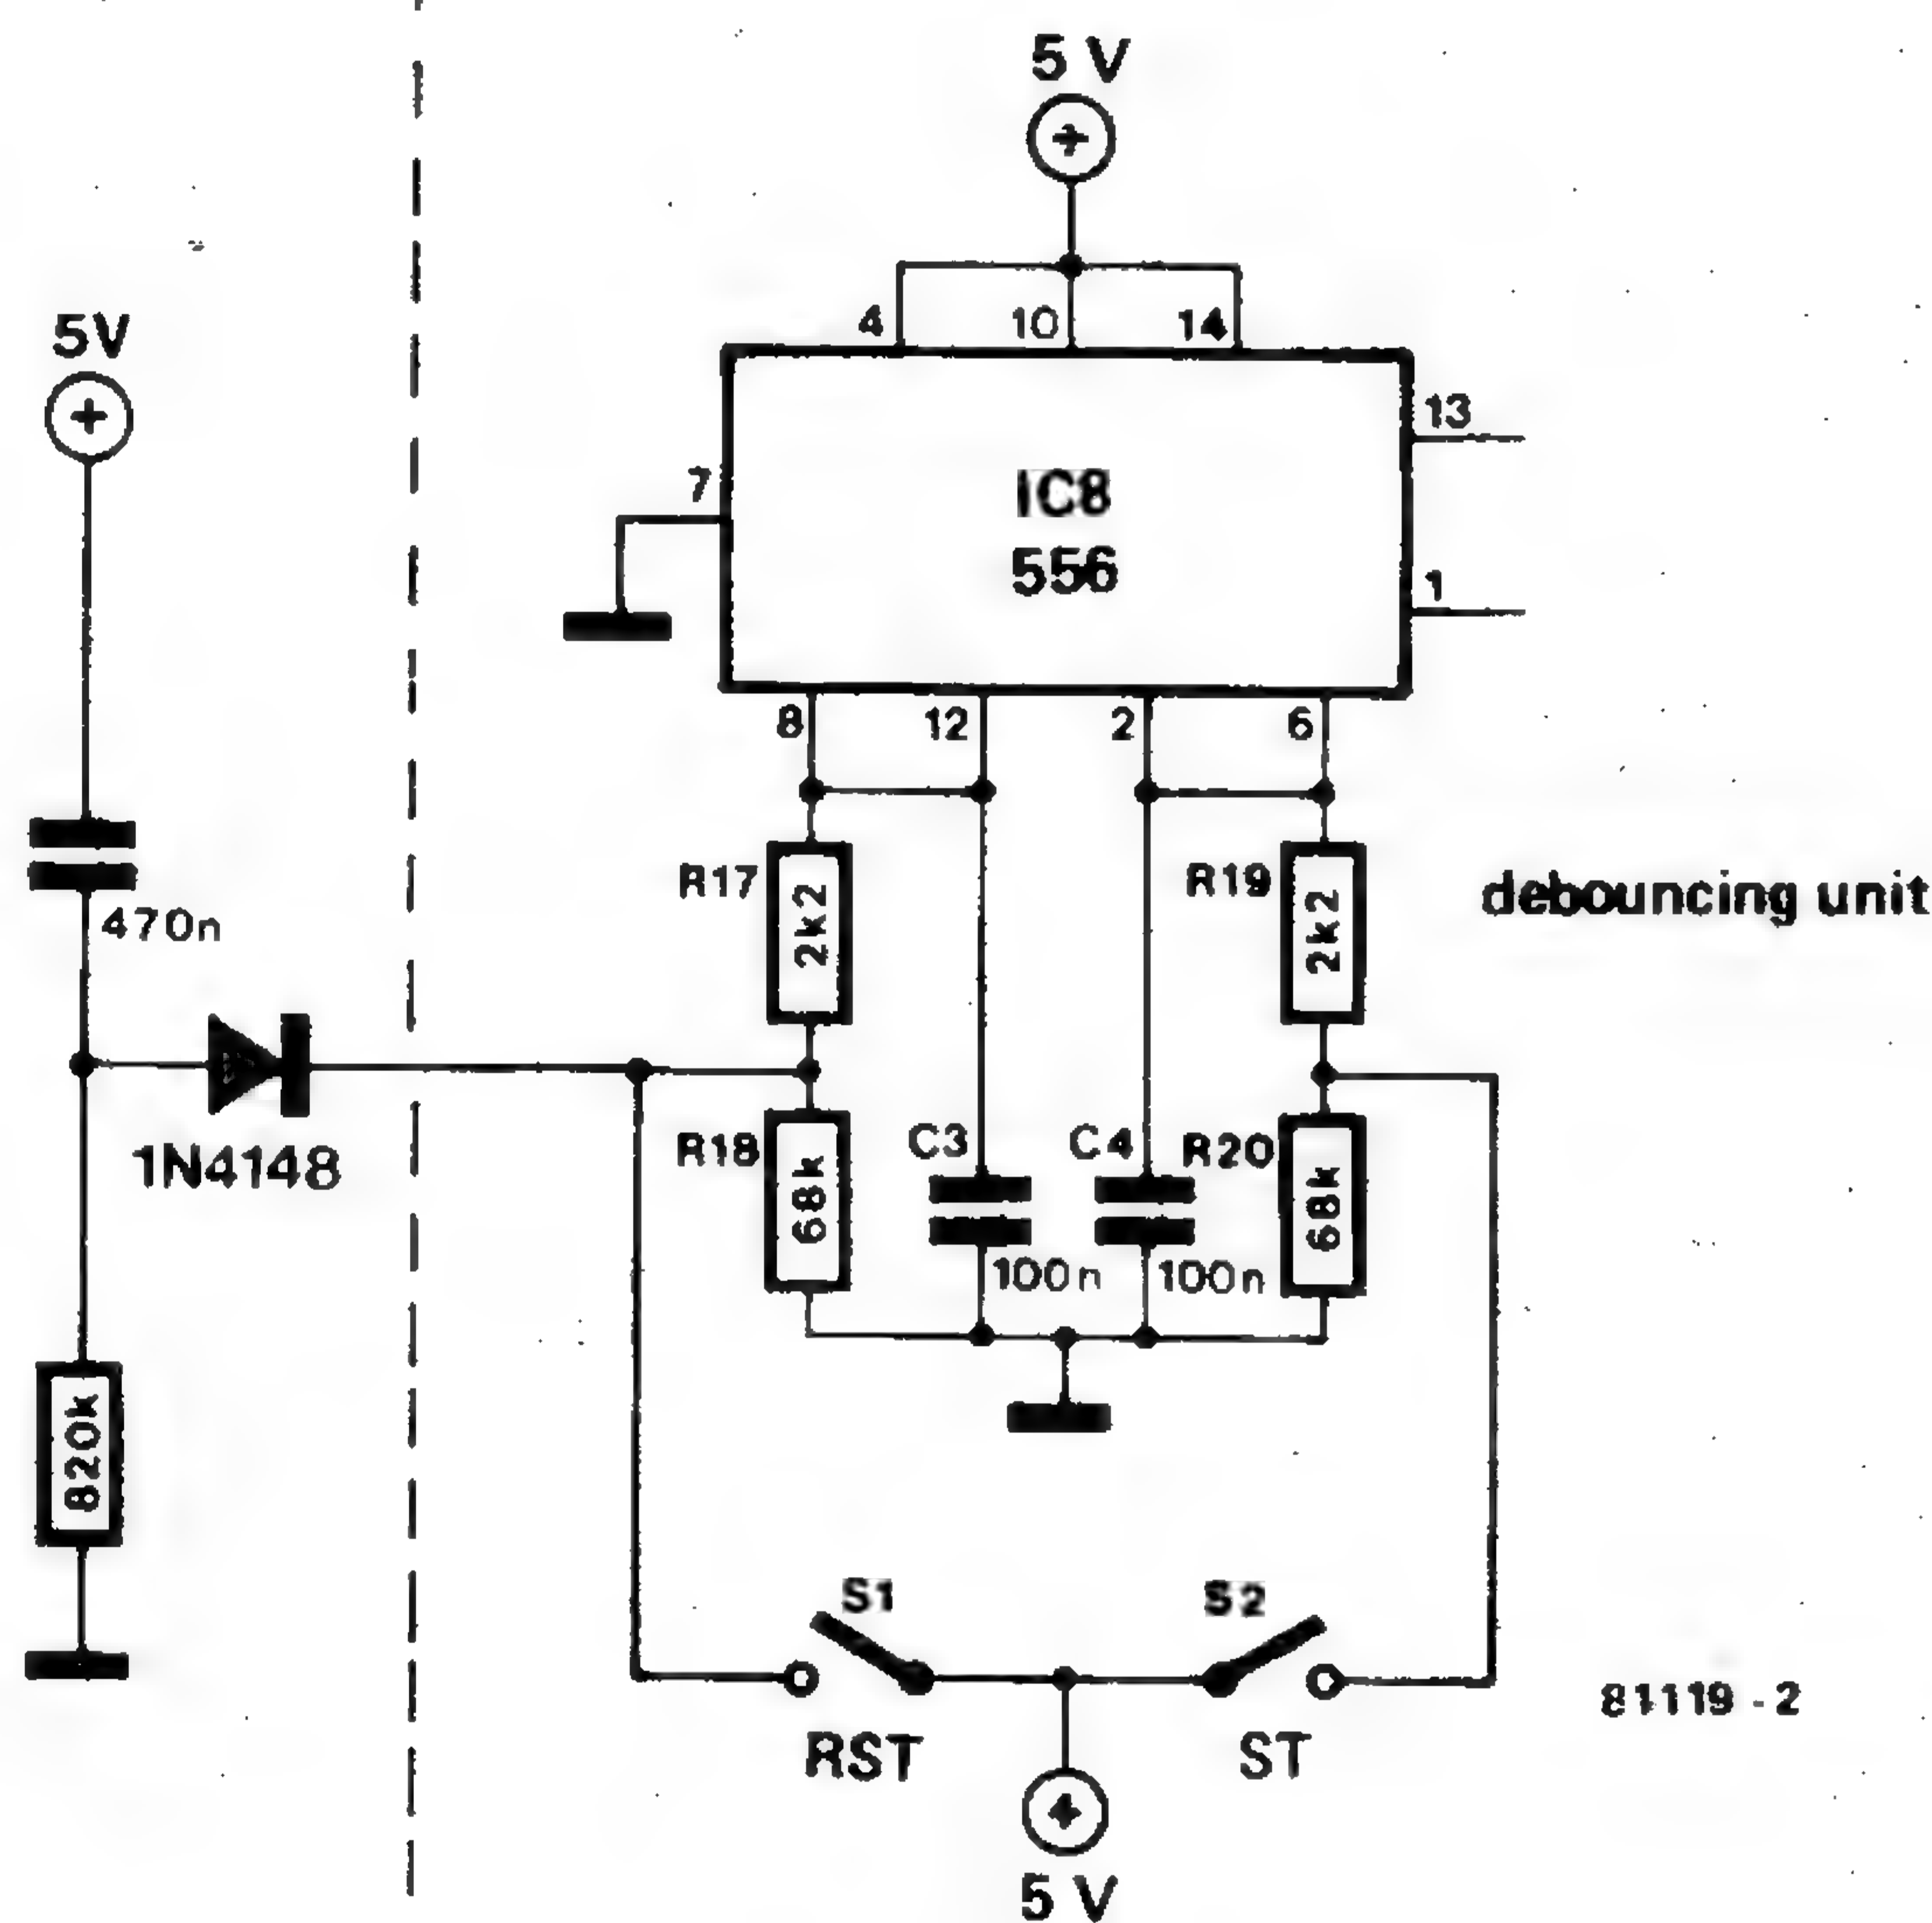 5 V
+
4
10
14
5V
+
13
7
IC8
556
1
8
12
2
6
R17
2k2
R19
2k2
debouncing unit
470n
1N4148
R18
68k
C3
C4
R20
68k
100n
100n
820k
S1
S2
RST
ST
81119 - 2
+
5 V